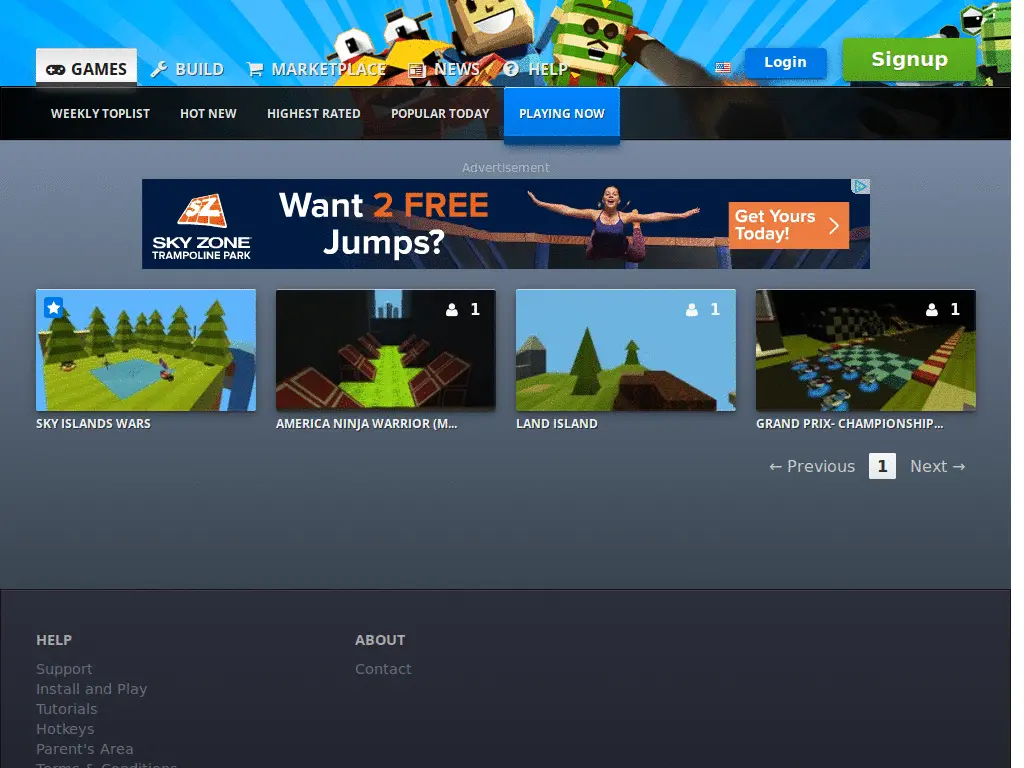 GAMES BUILD MARKETPLACE NEWS HELP Login Signup
WEEKLY TOPLIST HOT NEW HIGHEST RATED POPULAR TODAY PLAYING NOW
Advertisement
SZ
SKY ZONE
TRAMPOLINE PARK
Want 2 FREE
Jumps?
Get Yours
Today!
1
1
1
SKY ISLANDS WARS
AMERICA NINJA WARRIOR (M...
LAND ISLAND
GRAND PRIX- CHAMPIONSHIP...
← Previous 1 Next →
HELP
Support
Install and Play
Tutorials
Hotkeys
Parent's Area
Terms & Conditions
ABOUT
Contact